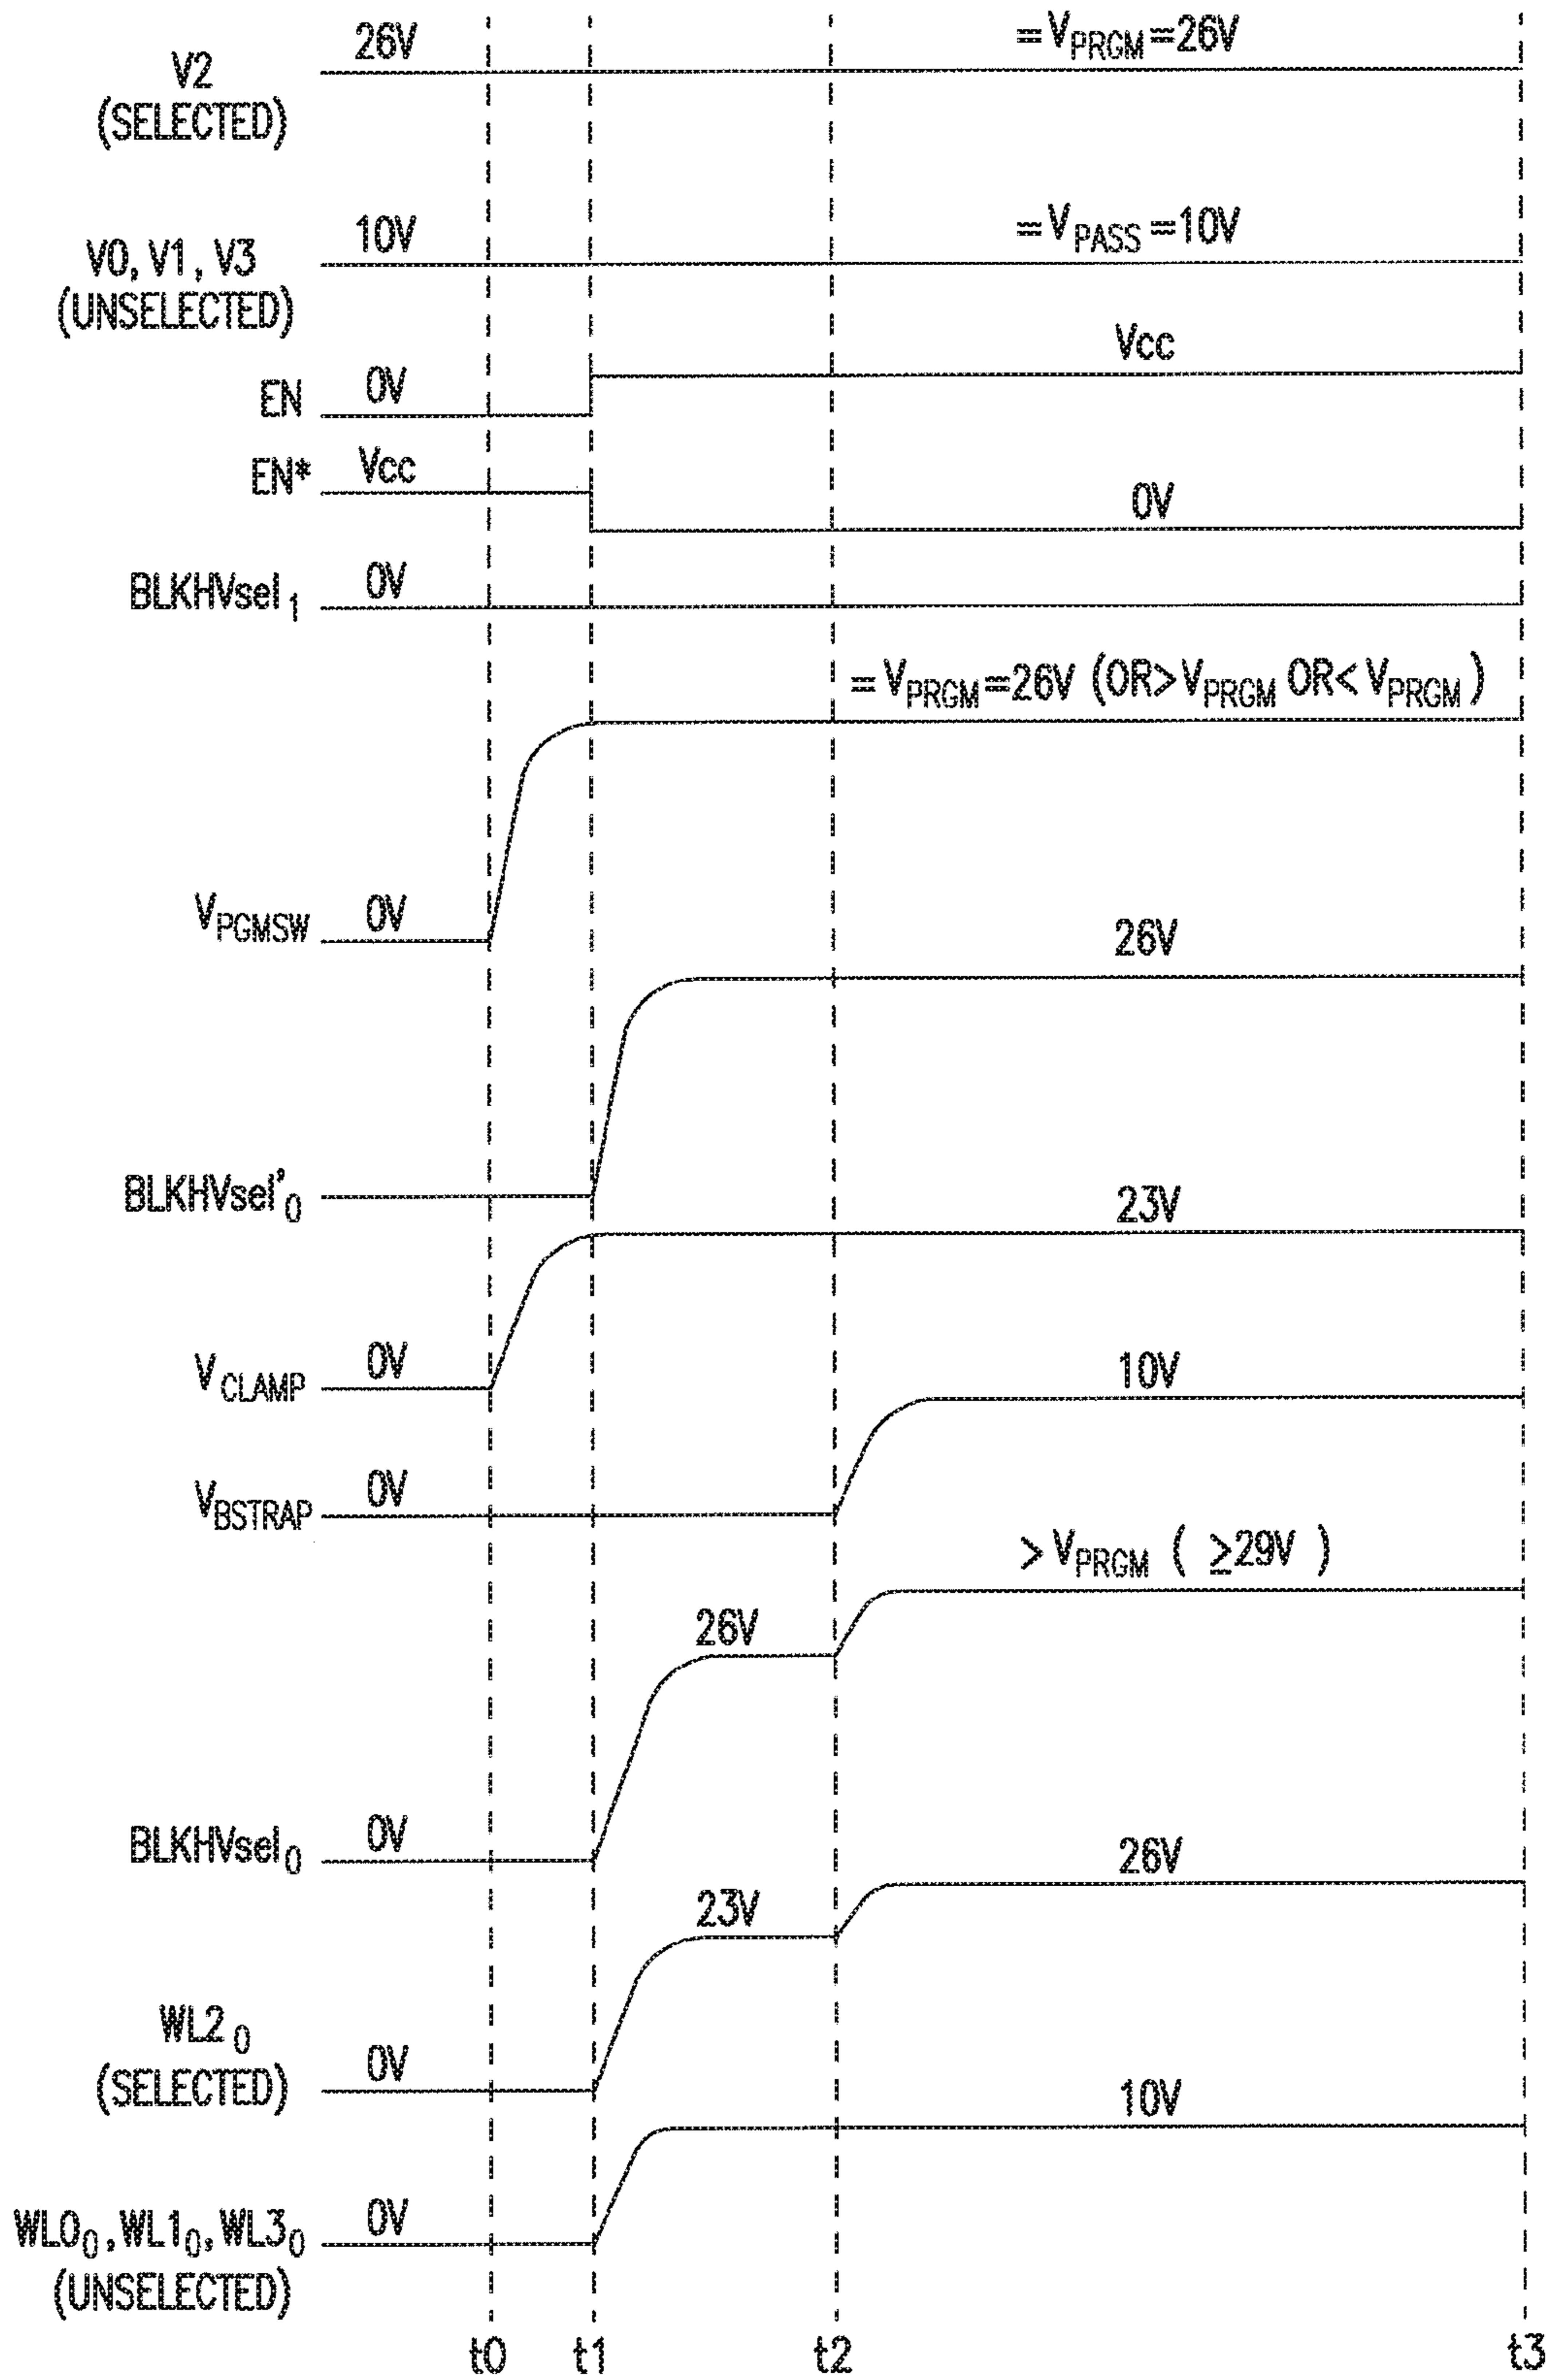 V2
(SELECTED)
26V
=VPRGM=26V
V0, V1, V3
(UNSELECTED)
10V
=VPASS=10V
EN
0V
Vcc
EN*
Vcc
0V
BLKHVsel1
0V
=VPRGM=26V (OR>VPRGM OR<VPRGM)
VPGMSW
0V
26V
BLKHVsel'0
23V
VCLAMP
0V
10V
VBSTRAP
0V
>VPRGM ( ≥29V )
26V
BLKHVsel0
0V
26V
23V
WL20
(SELECTED)
0V
10V
WL00, WL10, WL30
(UNSELECTED)
0V
t0 t1 t2 t3